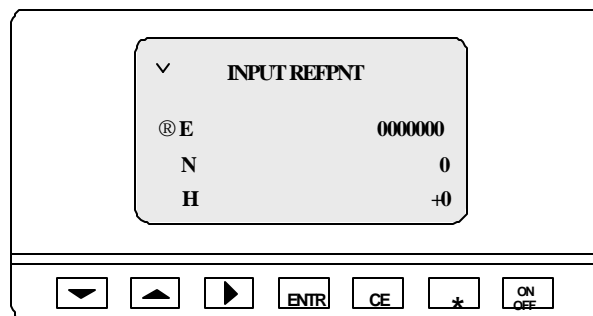 INPUT REFPNT
® E 0000000
N 0
H +0
ENTR CE * ON
OFF